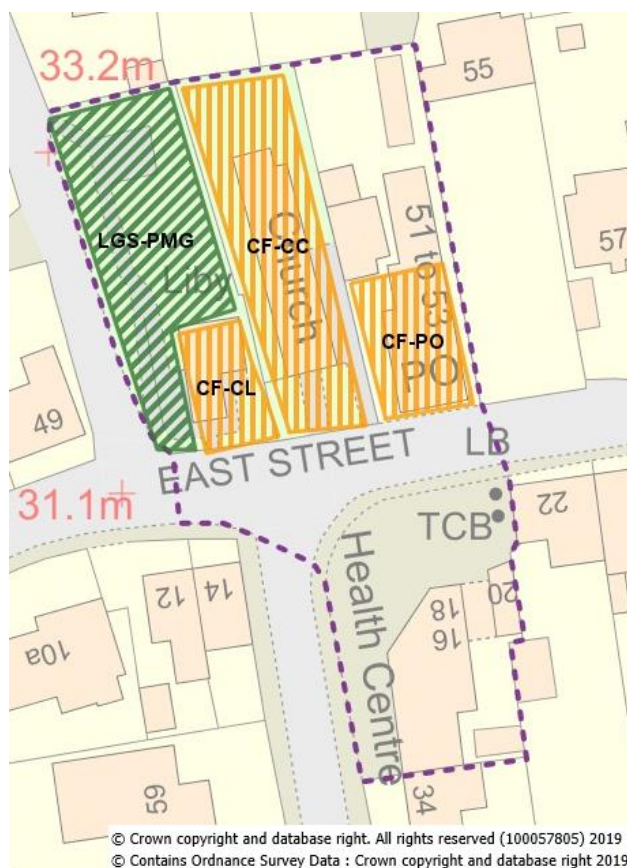 33.2m
55
LGS-PMG
Liby
CF-CC
Church
51 to 53
57
CF-CL
CF-PO
PO
49
EAST STREET
LB
31.1m
TCB
22
Health Centre
12
14
20
18
16
10a
59
34
© Crown copyright and database right. All rights reserved (100057805) 2019
© Contains Ordnance Survey Data : Crown copyright and database right 2019